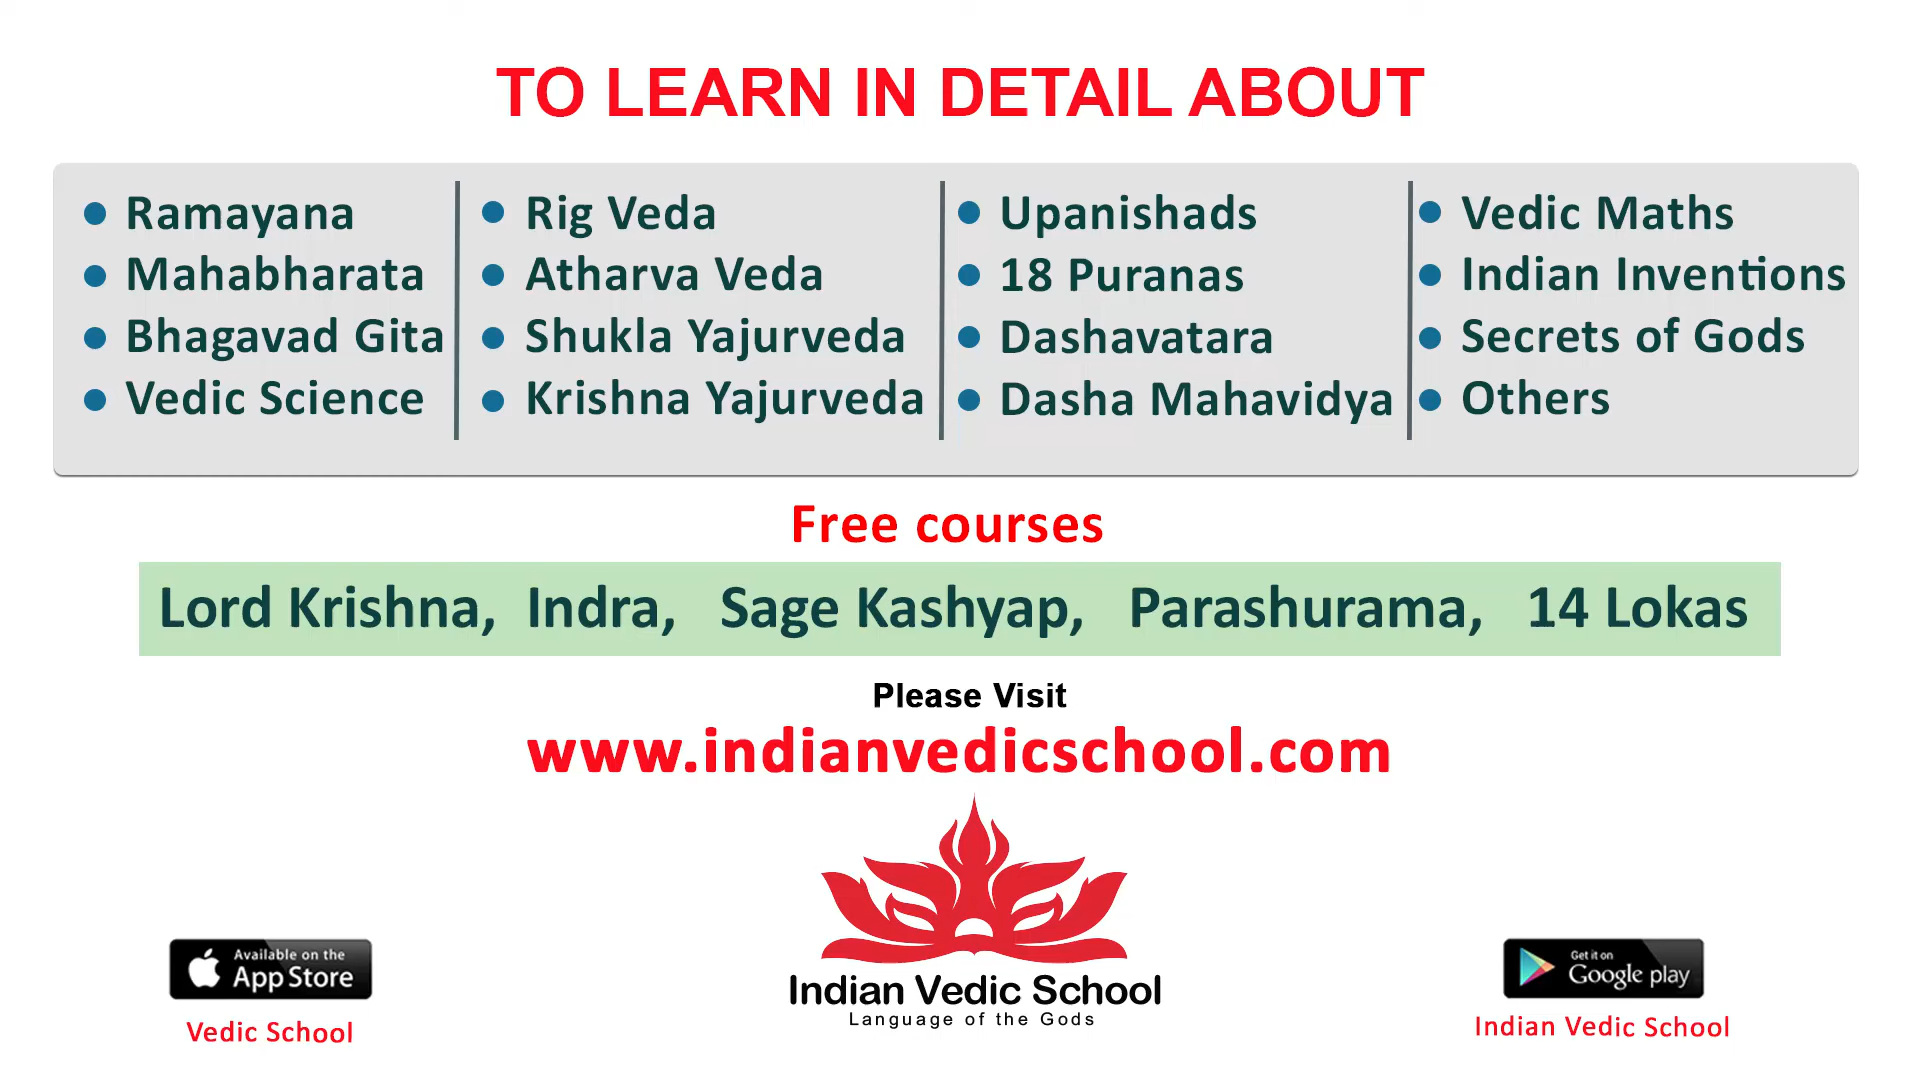 TO LEARN IN DETAIL ABOUT
Ramayana
Mahabharata
Bhagavad Gita
Vedic Science
Rig Veda
Atharva Veda
Shukla Yajurveda
Krishna Yajurveda
Upanishads
18 Puranas
Dashavatara
Dasha Mahavidya
Vedic Maths
Indian Inventions
Secrets of Gods
Others
Free courses
Lord Krishna, Indra, Sage Kashyap, Parashurama, 14 Lokas
Please Visit
www.indianvedicschool.com
Indian Vedic School
Language of the Gods
Available on the
App Store
Vedic School
Get it on
Google play
Indian Vedic School